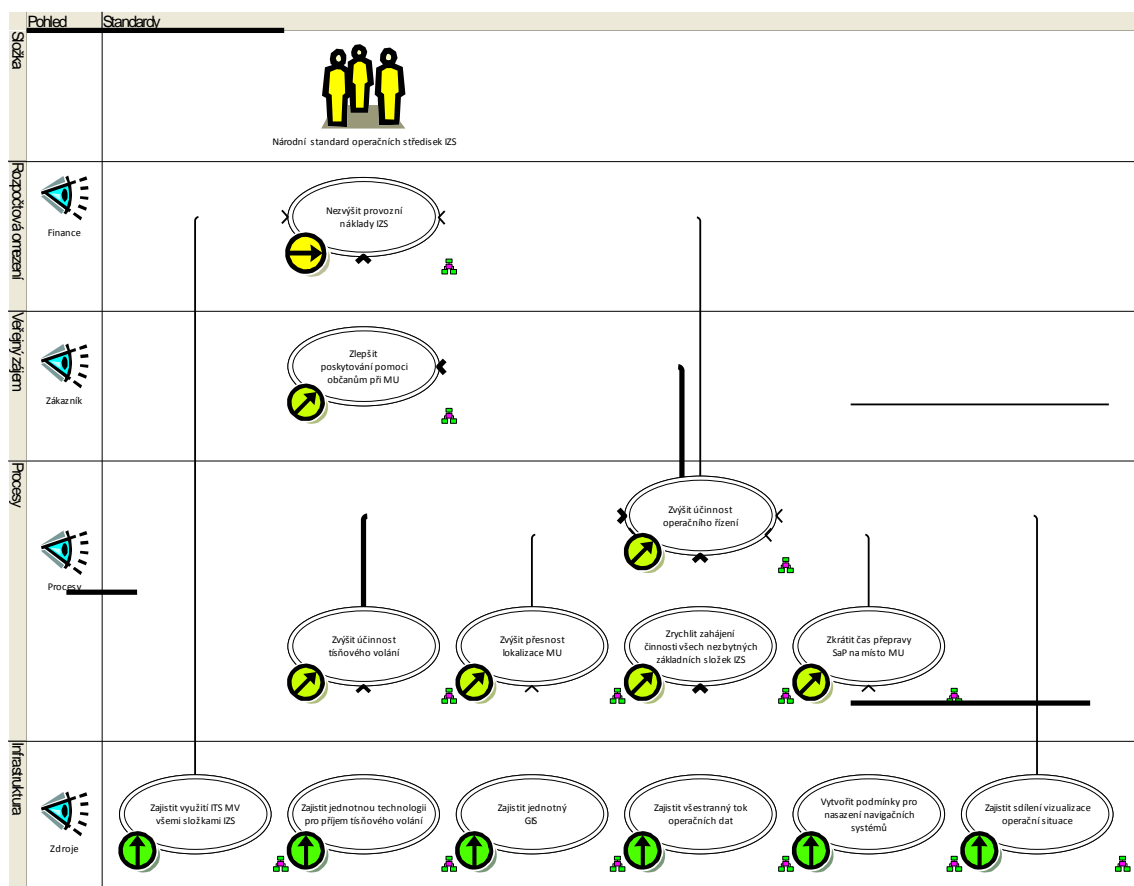 Pohled
Standardy
Složka
Národní standard operačních středisek IZS
Rozpočtová omezení
Finance
Nezvýšit provozní
náklady IZS
Veřejný zájem
Zákazník
Zlepšit
poskytování pomoci
občanům při MU
Procesy
Procesy
Zvýšit účinnost
operačního řízení
Zvýšit účinnost
tísňového volání
Zvýšit přesnost
lokalizace MU
Zrychlit zahájení
činnosti všech nezbytných
základních složek IZS
Zkrátit čas přepravy
SaP na místo MU
Infrastruktura
Zdroje
Zajistit využití ITS MV
všemi složkami IZS
Zajistit jednotnou technologii
pro příjem tísňového volání
Zajistit jednotný
GIS
Zajistit všestranný tok
operačních dat
Vytvořit podmínky pro
nasazení navigačních
systémů
Zajistit sdílení vizualizace
operační situace